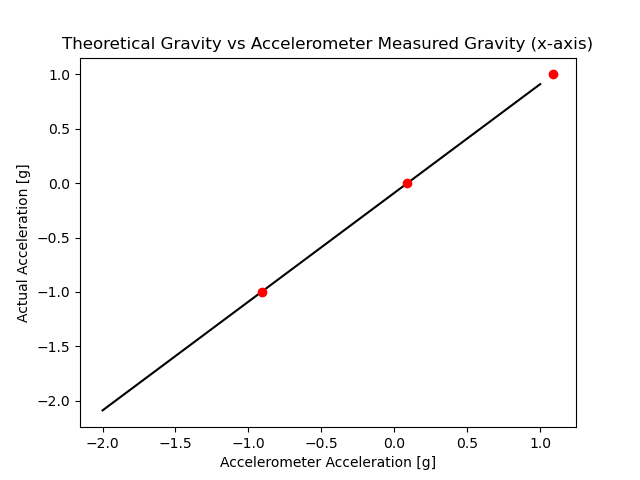 Theoretical Gravity vs Accelerometer Measured Gravity (x-axis)
1.0
0.5
0.0
−0.5
−1.0
−1.5
−2.0
Actual Acceleration [g]
−2.0 −1.5 −1.0 −0.5 0.0 0.5 1.0
Accelerometer Acceleration [g]